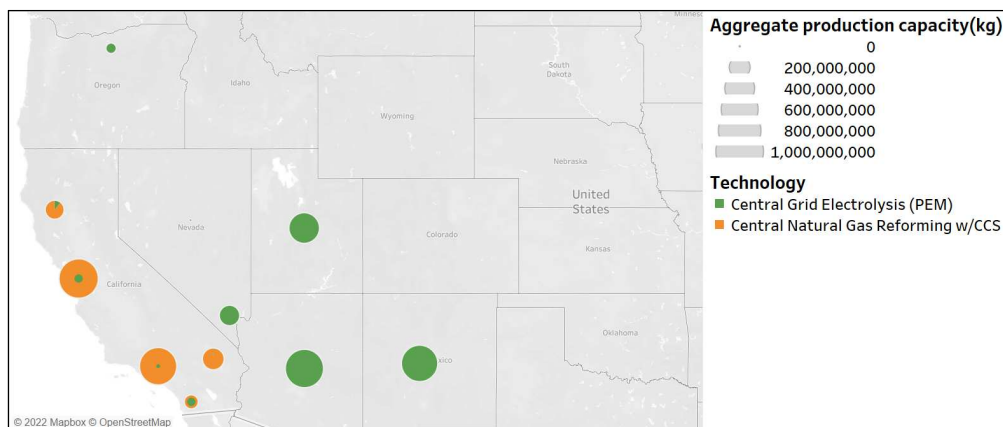 Minnes
Oregon
Idaho
South
Dakota
Wyoming
Nebraska
United
States
Nevada
Utah
Colorado
California
Kansas
Oklahoma
xico
© 2022 Mapbox © OpenStreetMap
Aggregate production capacity(kg)
0
200,000,000
400,000,000
600,000,000
800,000,000
1,000,000,000
Technology
Central Grid Electrolysis (PEM)
Central Natural Gas Reforming w/CCS